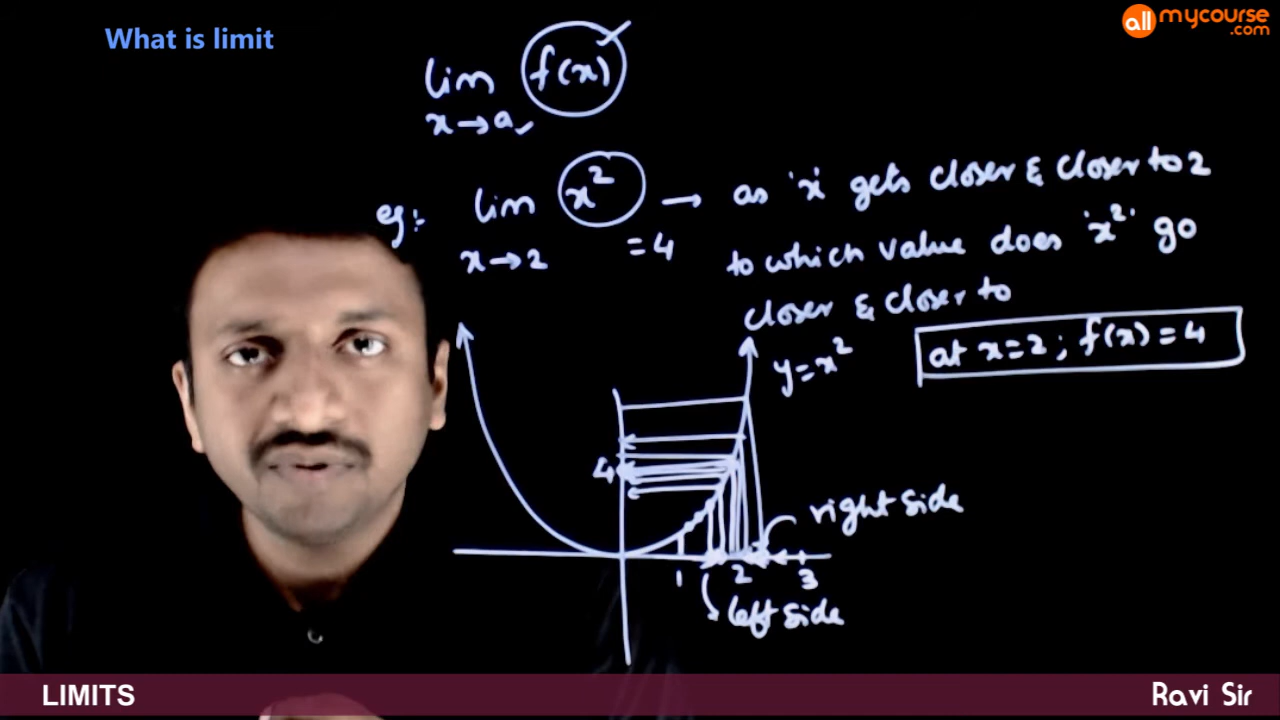 What is limit
all mycourse
.com
lim f(x)
x→a
eg: lim x² → as 'x' gets closer & closer to 2
x→2 =4
to which value does 'x²' go
closer & closer to
y=x²
at x=2; f(x)=4
4
right side
1 2 3
left side
LIMITS
Ravi Sir